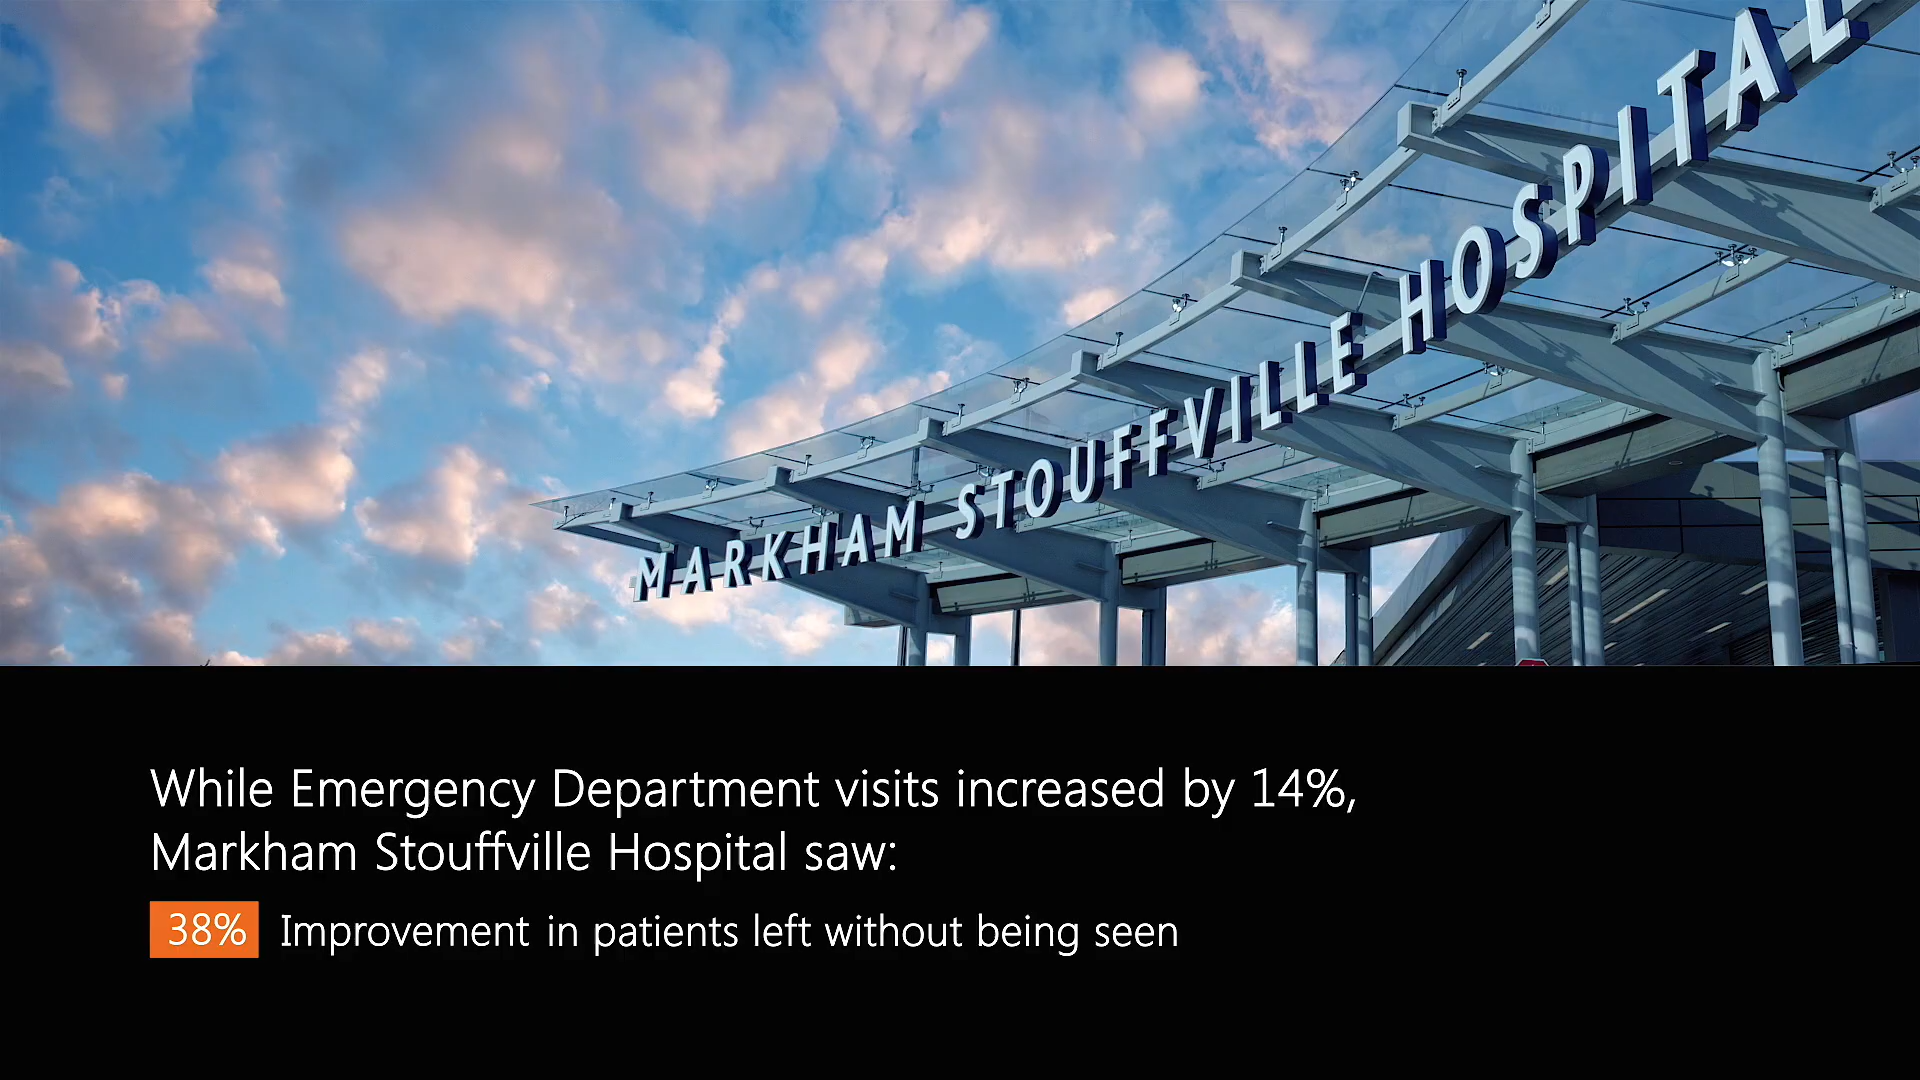 MARKHAM STOUFFVILLE HOSPITAL
While Emergency Department visits increased by 14%,
Markham Stouffville Hospital saw:
38% Improvement in patients left without being seen